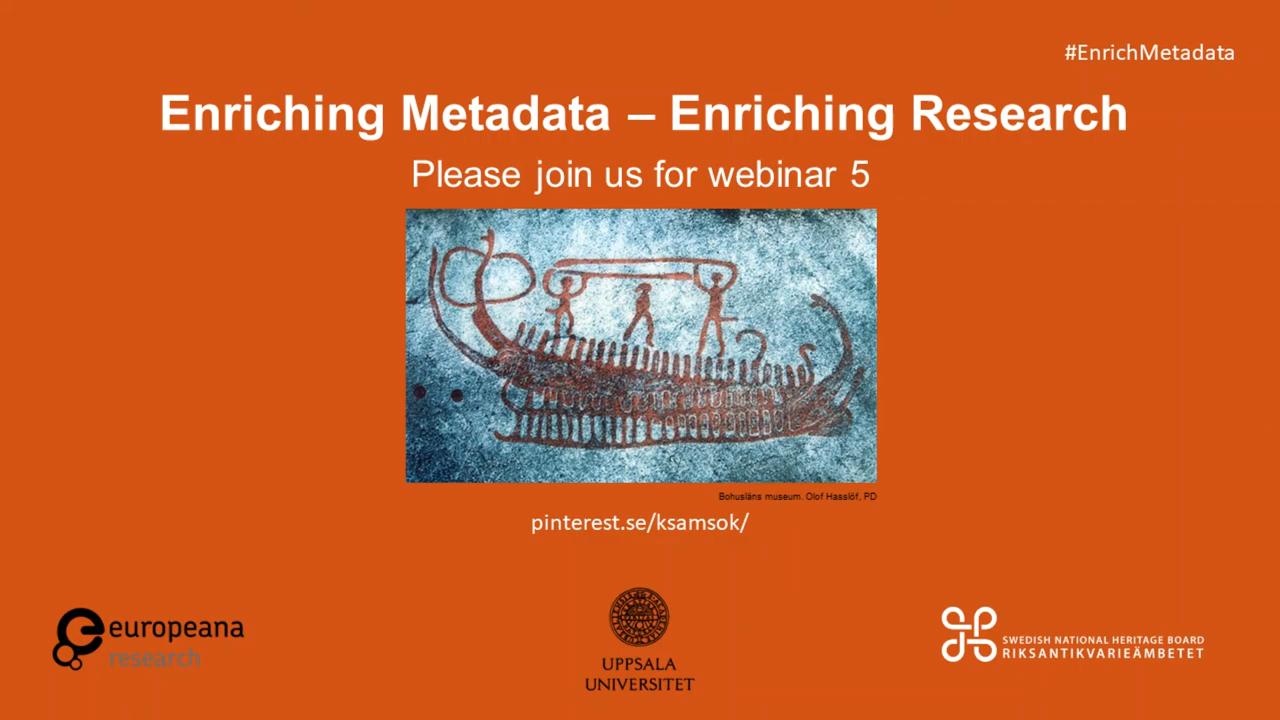 #EnrichMetadata
Enriching Metadata – Enriching Research
Please join us for webinar 5
Bohusläns museum. Olof Hasslöf, PD
pinterest.se/ksamsok/
europeana
research
UPPSALA
UNIVERSITET
SWEDISH NATIONAL HERITAGE BOARD
RIKSANTIKVARIEÄMBETET